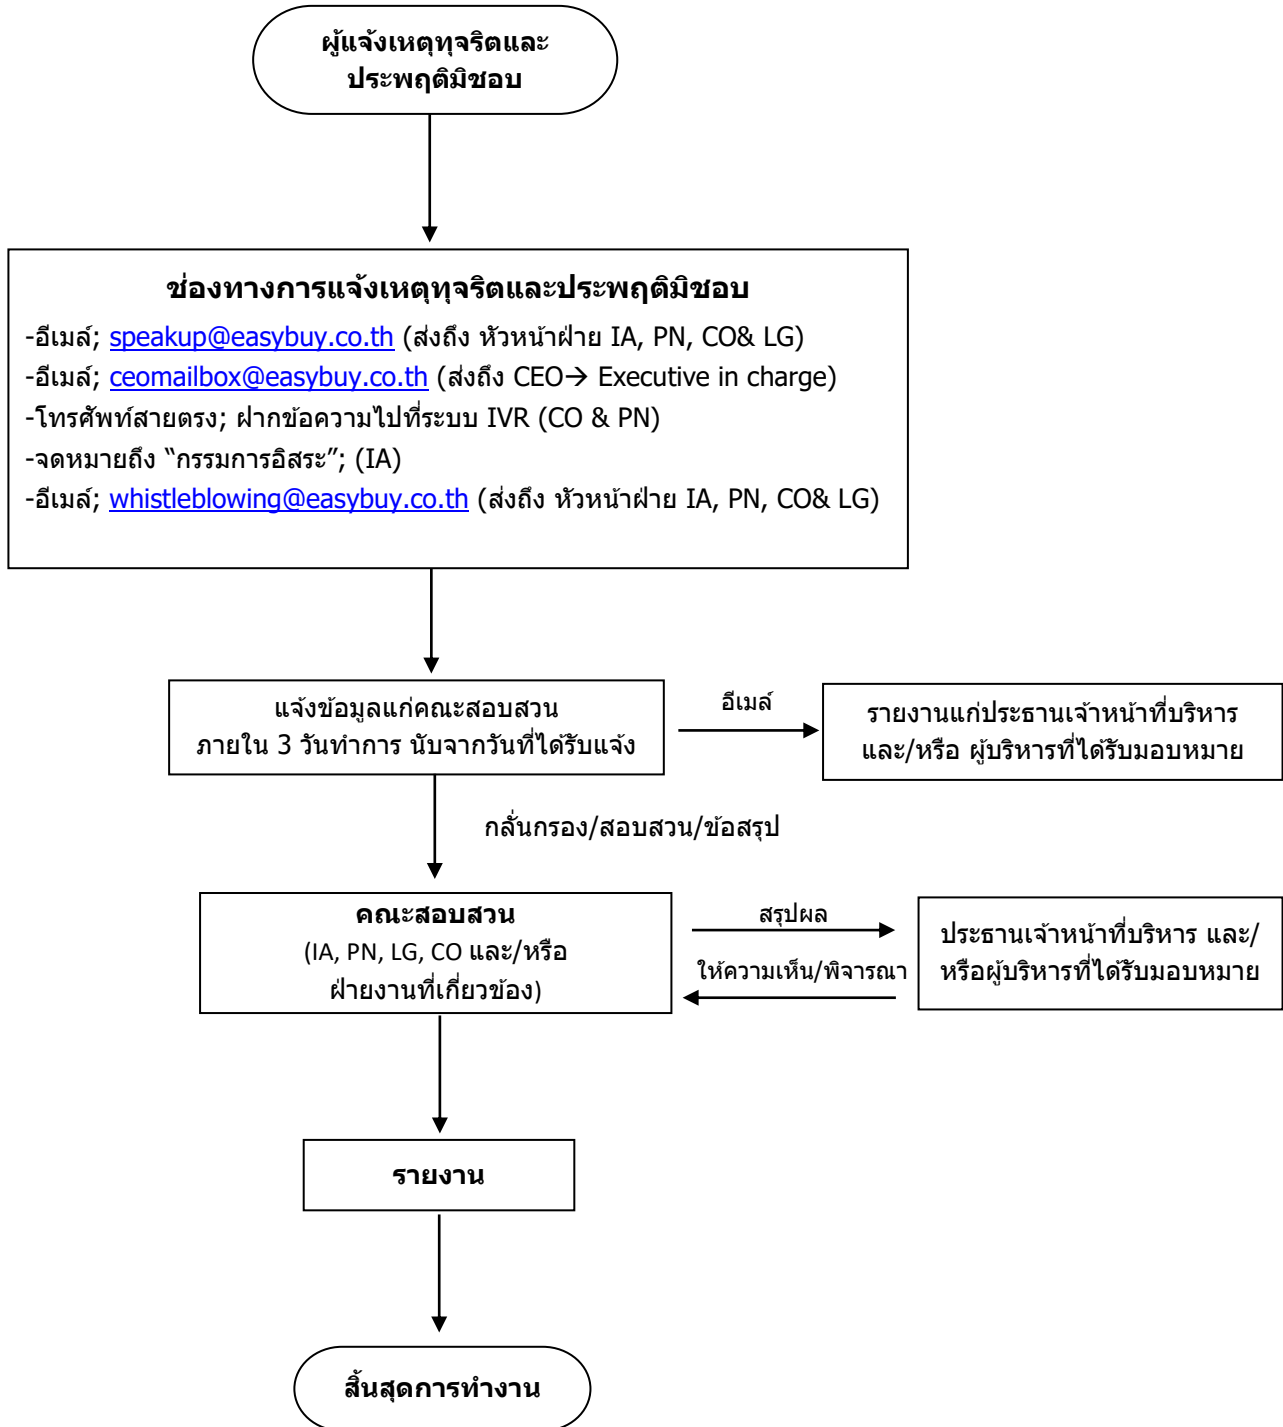 ผู้แจ้งเหตุทุจริตและ
ประพฤติมิชอบ
ช่องทางการแจ้งเหตุทุจริตและประพฤติมิชอบ
-อีเมล์; speakup@easybuy.co.th (ส่งถึง หัวหน้าฝ่าย IA, PN, CO& LG)
-อีเมล์; ceomailbox@easybuy.co.th (ส่งถึง CEO→ Executive in charge)
-โทรศัพท์สายตรง; ฝากข้อความไปที่ระบบ IVR (CO & PN)
-จดหมายถึง “กรรมการอิสระ”; (IA)
-อีเมล์; whistleblowing@easybuy.co.th (ส่งถึง หัวหน้าฝ่าย IA, PN, CO& LG)
แจ้งข้อมูลแก่คณะสอบสวน
ภายใน 3 วันทำการ นับจากวันที่ได้รับแจ้ง
อีเมล์
รายงานแก่ประธานเจ้าหน้าที่บริหาร
และ/หรือ ผู้บริหารที่ได้รับมอบหมาย
กลั่นกรอง/สอบสวน/ข้อสรุป
คณะสอบสวน
(IA, PN, LG, CO และ/หรือ
ฝ่ายงานที่เกี่ยวข้อง)
สรุปผล
ให้ความเห็น/พิจารณา
ประธานเจ้าหน้าที่บริหาร และ/
หรือผู้บริหารที่ได้รับมอบหมาย
รายงาน
สิ้นสุดการทำงาน